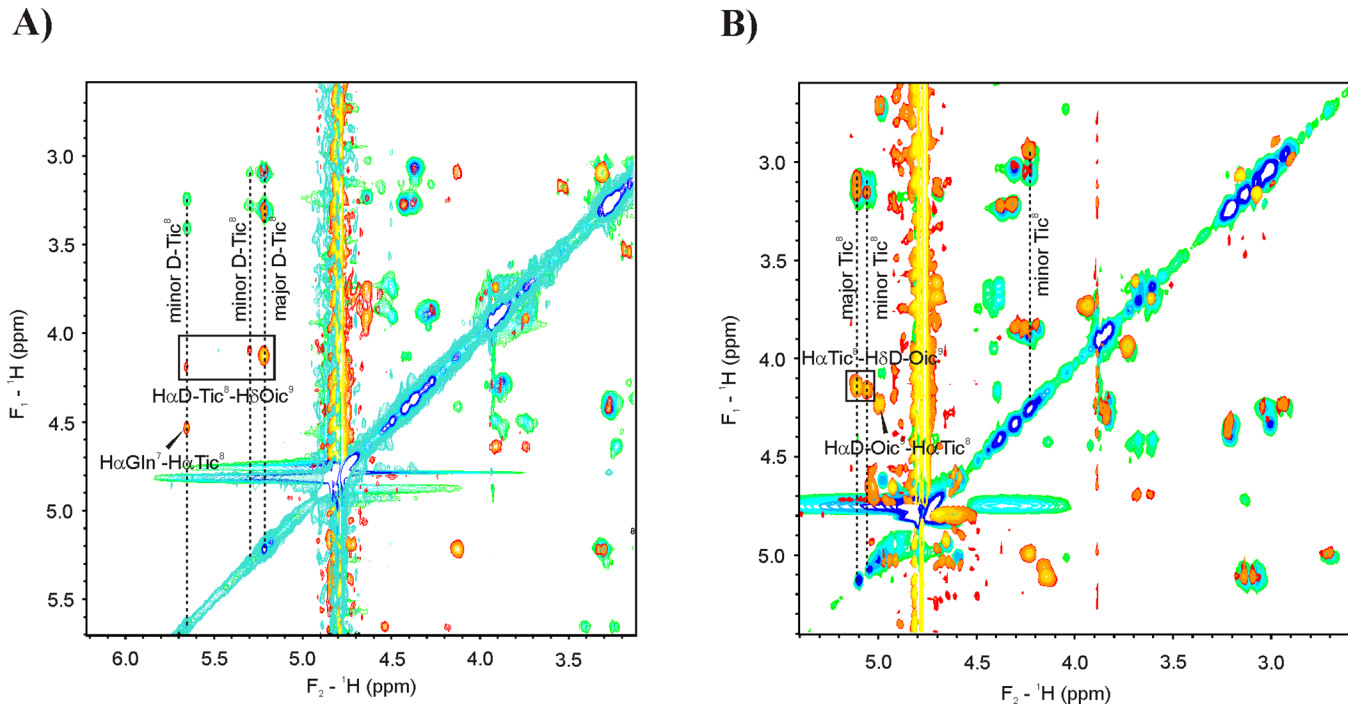 A)
B)
3.0
3.5
4.0
4.5
5.0
5.5
F₁ - ¹H (ppm)
minor D-Tic⁸
minor D-Tic⁸
major D-Tic⁸
HαD-Tic⁸-HδOic⁹
HαGln⁷-HαTic⁸
8
6.0 5.5 5.0 4.5 4.0 3.5
F₂ - ¹H (ppm)
3.0
3.5
4.0
4.5
5.0
F₁ - ¹H (ppm)
major Tic⁸
minor Tic⁸
minor Tic⁸
HαTic⁸-HδD-Oic⁹
HαD-Oic⁹-HαTic⁸
5.0 4.5 4.0 3.5 3.0
F₂ - ¹H (ppm)